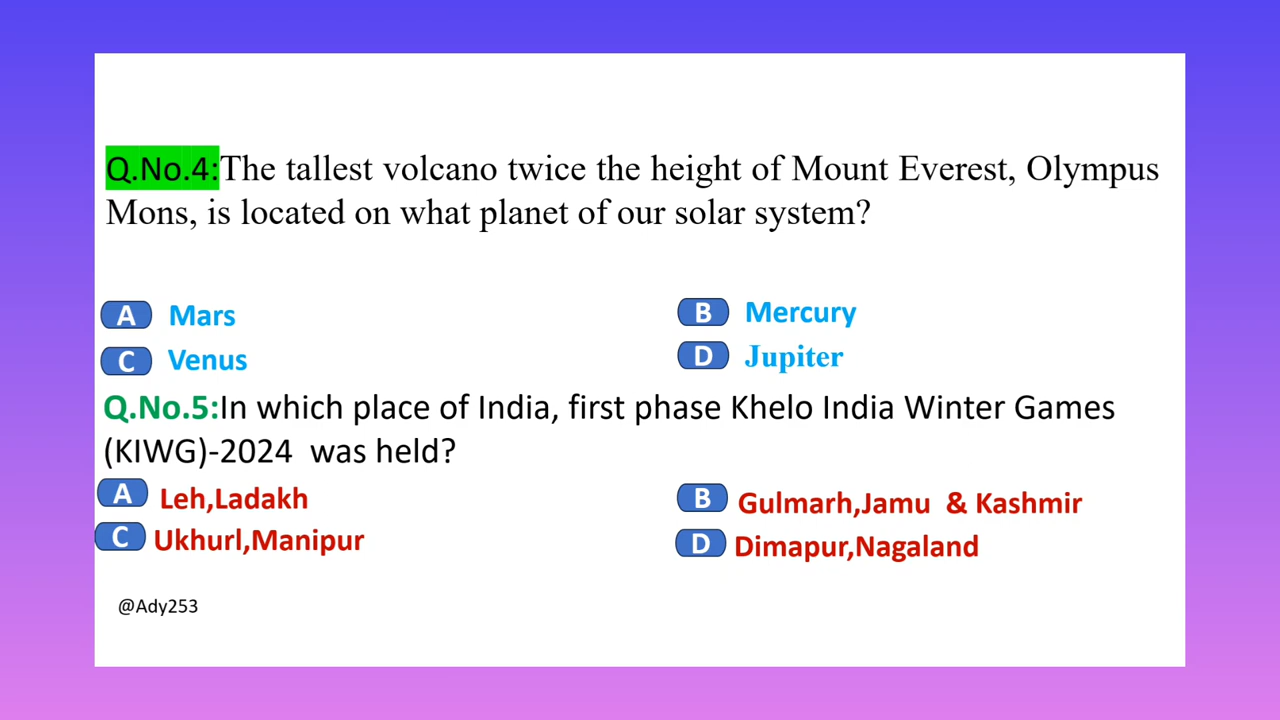 Q.No.4:The tallest volcano twice the height of Mount Everest, Olympus
Mons, is located on what planet of our solar system?
A Mars
B Mercury
C Venus
D Jupiter
Q.No.5:In which place of India, first phase Khelo India Winter Games
(KIWG)-2024 was held?
A Leh,Ladakh
B Gulmarh,Jamu & Kashmir
C Ukhurl,Manipur
D Dimapur,Nagaland
@Ady253